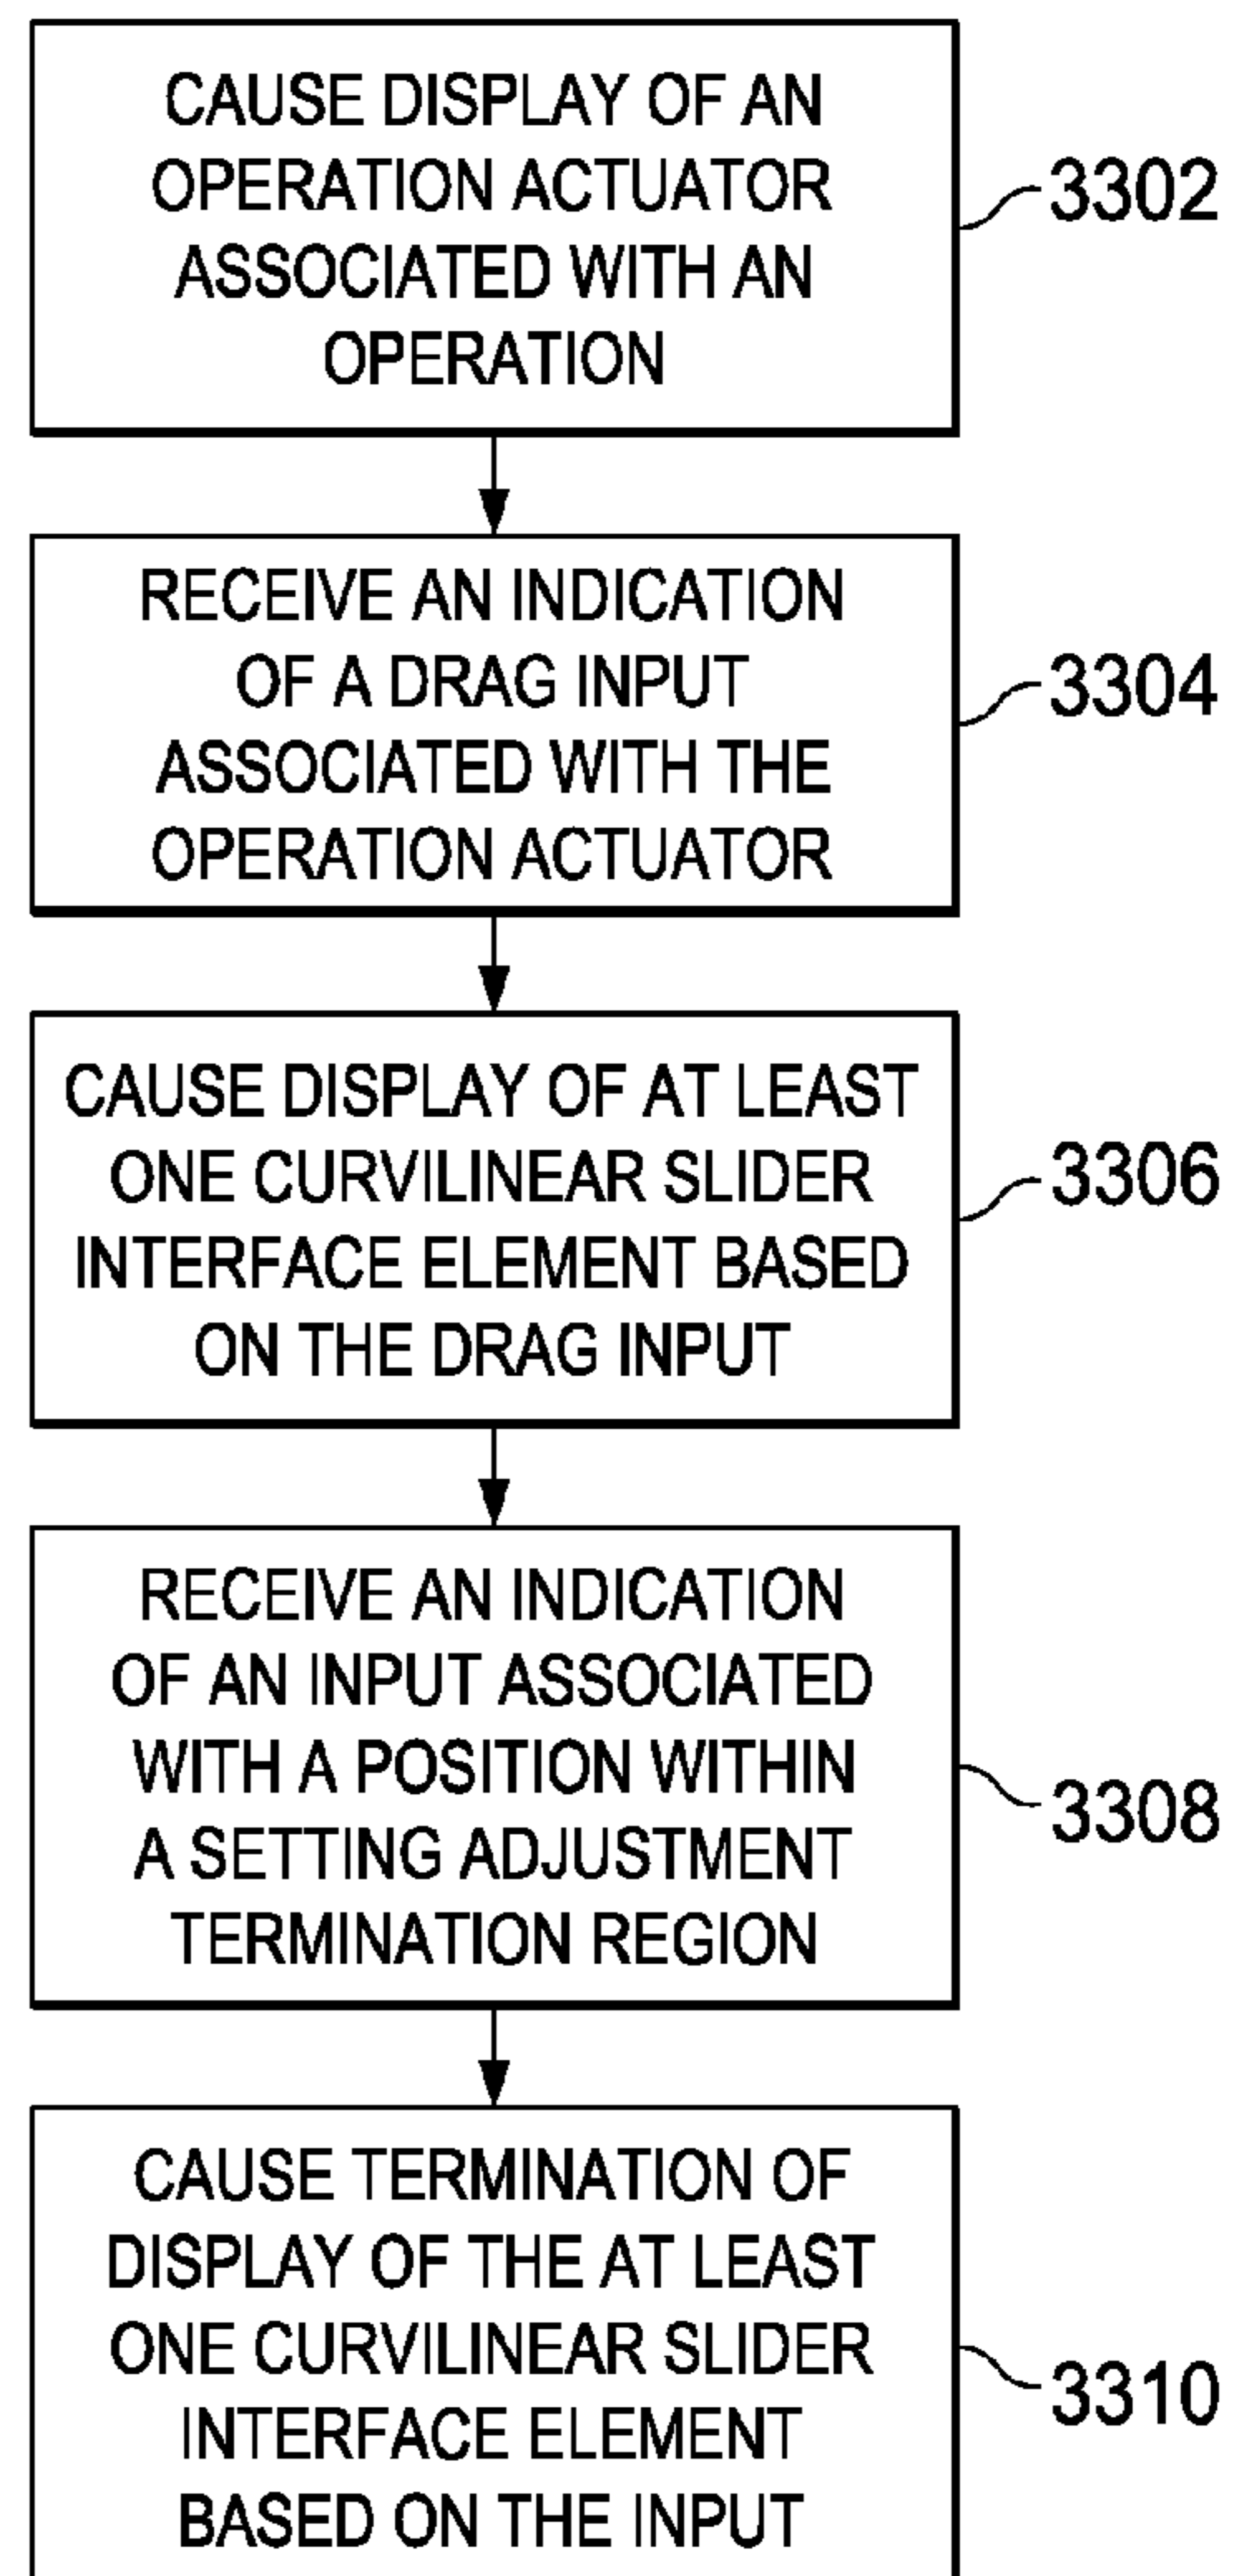 CAUSE DISPLAY OF AN
OPERATION ACTUATOR
ASSOCIATED WITH AN
OPERATION
3302
RECEIVE AN INDICATION
OF A DRAG INPUT
ASSOCIATED WITH THE
OPERATION ACTUATOR
3304
CAUSE DISPLAY OF AT LEAST
ONE CURVILINEAR SLIDER
INTERFACE ELEMENT BASED
ON THE DRAG INPUT
3306
RECEIVE AN INDICATION
OF AN INPUT ASSOCIATED
WITH A POSITION WITHIN
A SETTING ADJUSTMENT
TERMINATION REGION
3308
CAUSE TERMINATION OF
DISPLAY OF THE AT LEAST
ONE CURVILINEAR SLIDER
INTERFACE ELEMENT
BASED ON THE INPUT
3310